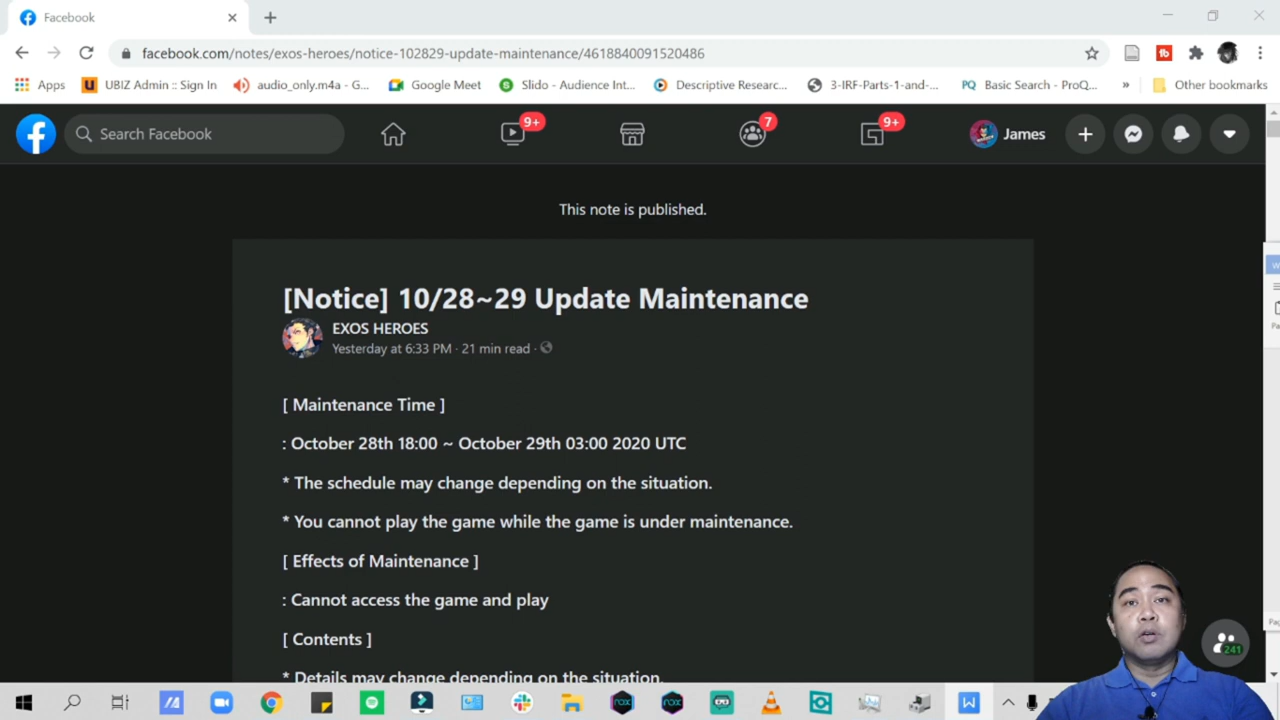 Facebook
facebook.com/notes/exos-heroes/notice-102829-update-maintenance/4618840091520486
Apps UBIZ Admin :: Sign In audio_only.m4a - G... Google Meet Slido - Audience Int... Descriptive Researc... 3-IRF-Parts-1-and-... PQ Basic Search - ProQ... » Other bookmarks
Search Facebook 9+ 7 9+ James
This note is published.
[Notice] 10/28~29 Update Maintenance
EXOS HEROES
Yesterday at 6:33 PM · 21 min read ·
[ Maintenance Time ]
: October 28th 18:00 ~ October 29th 03:00 2020 UTC
* The schedule may change depending on the situation.
* You cannot play the game while the game is under maintenance.
[ Effects of Maintenance ]
: Cannot access the game and play
[ Contents ]
* Details may change depending on the situation.
241